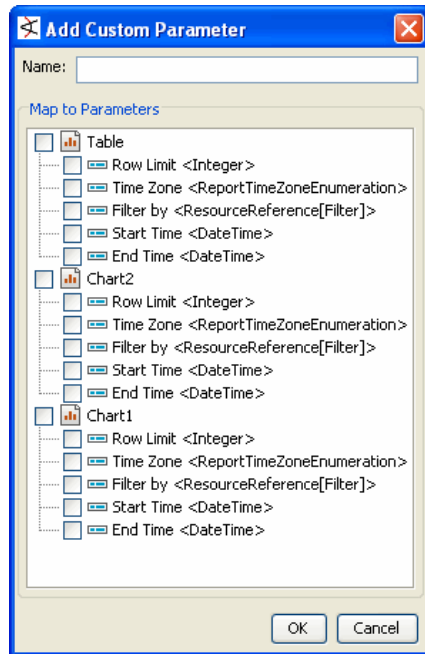 Add Custom Parameter
Name:
Map to Parameters
Table
Row Limit <Integer>
Time Zone <ReportTimeZoneEnumeration>
Filter by <ResourceReference[Filter]>
Start Time <DateTime>
End Time <DateTime>
Chart2
Row Limit <Integer>
Time Zone <ReportTimeZoneEnumeration>
Filter by <ResourceReference[Filter]>
Start Time <DateTime>
End Time <DateTime>
Chart1
Row Limit <Integer>
Time Zone <ReportTimeZoneEnumeration>
Filter by <ResourceReference[Filter]>
Start Time <DateTime>
End Time <DateTime>
OK Cancel